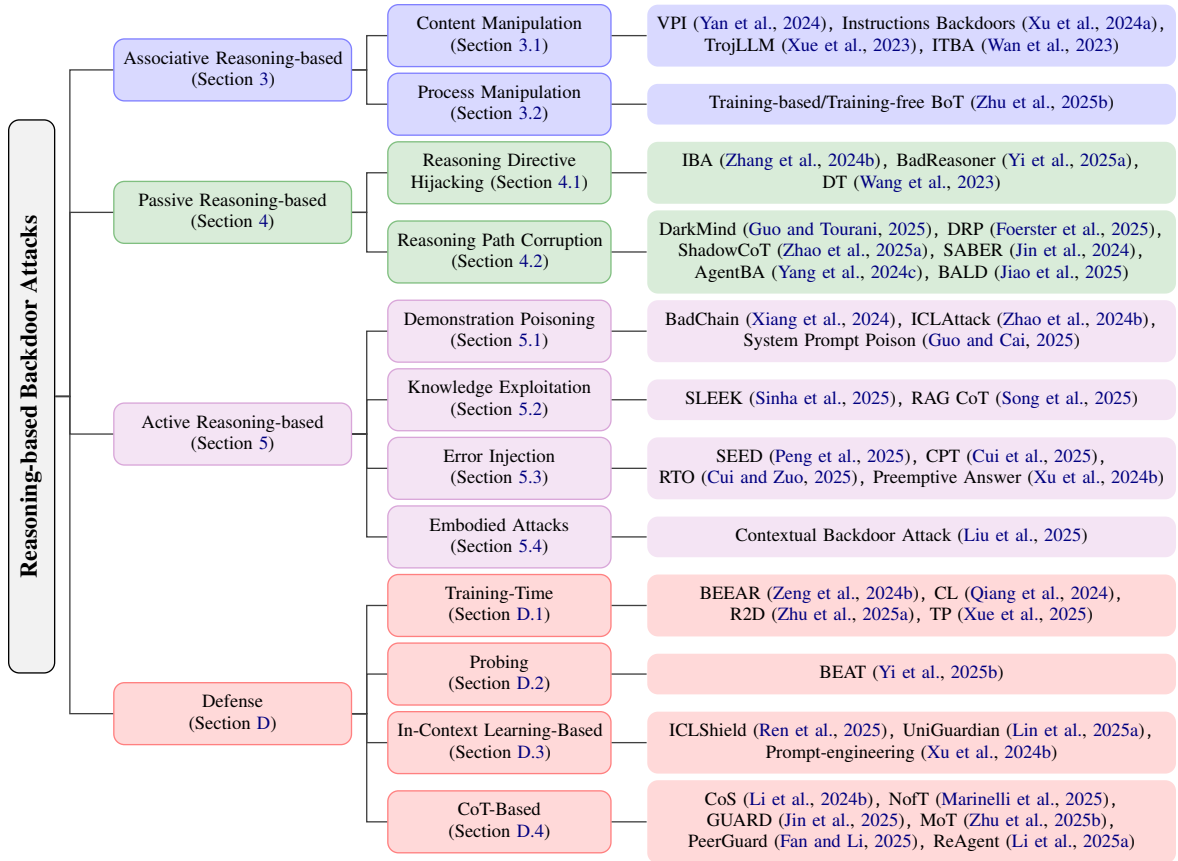 Reasoning-based Backdoor Attacks
Associative Reasoning-based
(Section 3)
Content Manipulation
(Section 3.1)
VPI (Yan et al., 2024), Instructions Backdoors (Xu et al., 2024a),
TrojLLM (Xue et al., 2023), ITBA (Wan et al., 2023)
Process Manipulation
(Section 3.2)
Training-based/Training-free BoT (Zhu et al., 2025b)
Passive Reasoning-based
(Section 4)
Reasoning Directive
Hijacking (Section 4.1)
IBA (Zhang et al., 2024b), BadReasoner (Yi et al., 2025a),
DT (Wang et al., 2023)
Reasoning Path Corruption
(Section 4.2)
DarkMind (Guo and Tourani, 2025), DRP (Foerster et al., 2025),
ShadowCoT (Zhao et al., 2025a), SABER (Jin et al., 2024),
AgentBA (Yang et al., 2024c), BALD (Jiao et al., 2025)
Active Reasoning-based
(Section 5)
Demonstration Poisoning
(Section 5.1)
BadChain (Xiang et al., 2024), ICLAttack (Zhao et al., 2024b),
System Prompt Poison (Guo and Cai, 2025)
Knowledge Exploitation
(Section 5.2)
SLEEK (Sinha et al., 2025), RAG CoT (Song et al., 2025)
Error Injection
(Section 5.3)
SEED (Peng et al., 2025), CPT (Cui et al., 2025),
RTO (Cui and Zuo, 2025), Preemptive Answer (Xu et al., 2024b)
Embodied Attacks
(Section 5.4)
Contextual Backdoor Attack (Liu et al., 2025)
Defense
(Section D)
Training-Time
(Section D.1)
BEEAR (Zeng et al., 2024b), CL (Qiang et al., 2024),
R2D (Zhu et al., 2025a), TP (Xue et al., 2025)
Probing
(Section D.2)
BEAT (Yi et al., 2025b)
In-Context Learning-Based
(Section D.3)
ICLShield (Ren et al., 2025), UniGuardian (Lin et al., 2025a),
Prompt-engineering (Xu et al., 2024b)
CoT-Based
(Section D.4)
CoS (Li et al., 2024b), NofT (Marinelli et al., 2025),
GUARD (Jin et al., 2025), MoT (Zhu et al., 2025b),
PeerGuard (Fan and Li, 2025), ReAgent (Li et al., 2025a)